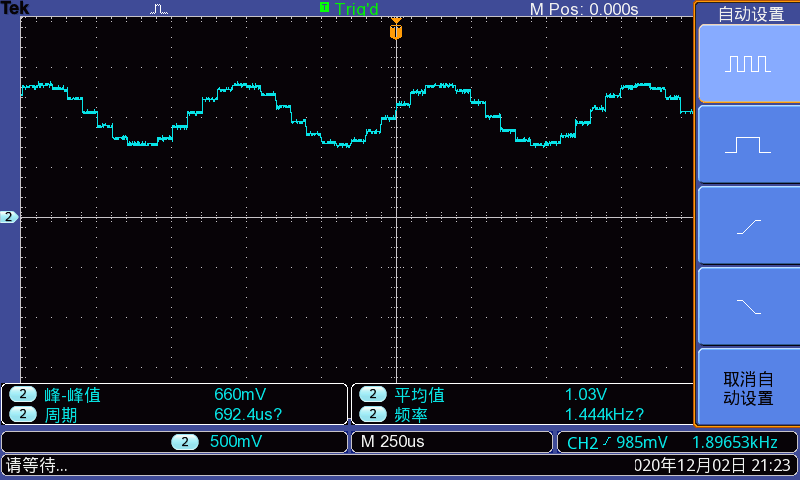 Tek Trig'd M Pos: 0.000s
自动设置
2
2 峰-峰值 660mV 2 平均值 1.03V
2 周期 692.4us? 2 频率 1.444kHz?
取消自
动设置
2 500mV M 250us CH2 985mV 1.89653kHz
请等待... 020年12月02日 21:23